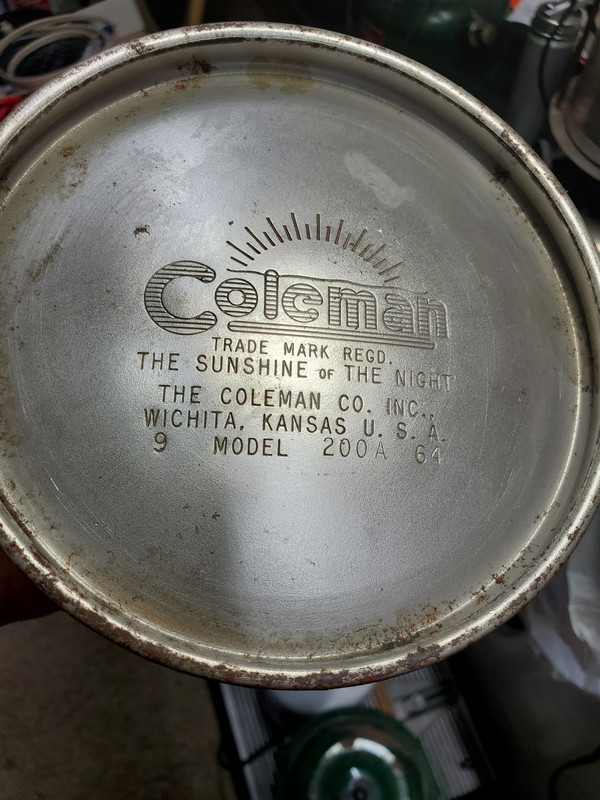 Coleman
TRADE MARK REGD.
THE SUNSHINE OF THE NIGHT
THE COLEMAN CO. INC.,
WICHITA, KANSAS U. S. A.
9 MODEL 200A 64